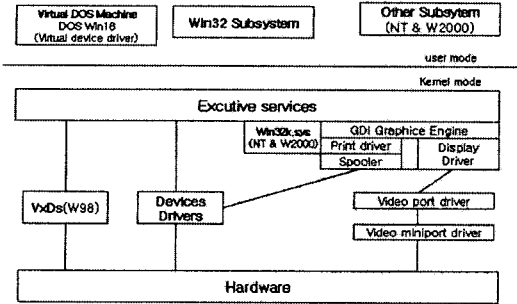 Virtual DOS Machine
DOS Win16
(Virtual device driver)
Win32 Subsystem
Other Subsytem
(NT & W2000)
user mode
Kernel mode
Excutive services
Win32k.sys
(NT & W2000)
GDI Graphice Engine
Print driver
Spooler
Display
Driver
VxDs(W98)
Devices
Drivers
Video port driver
Video miniport driver
Hardware